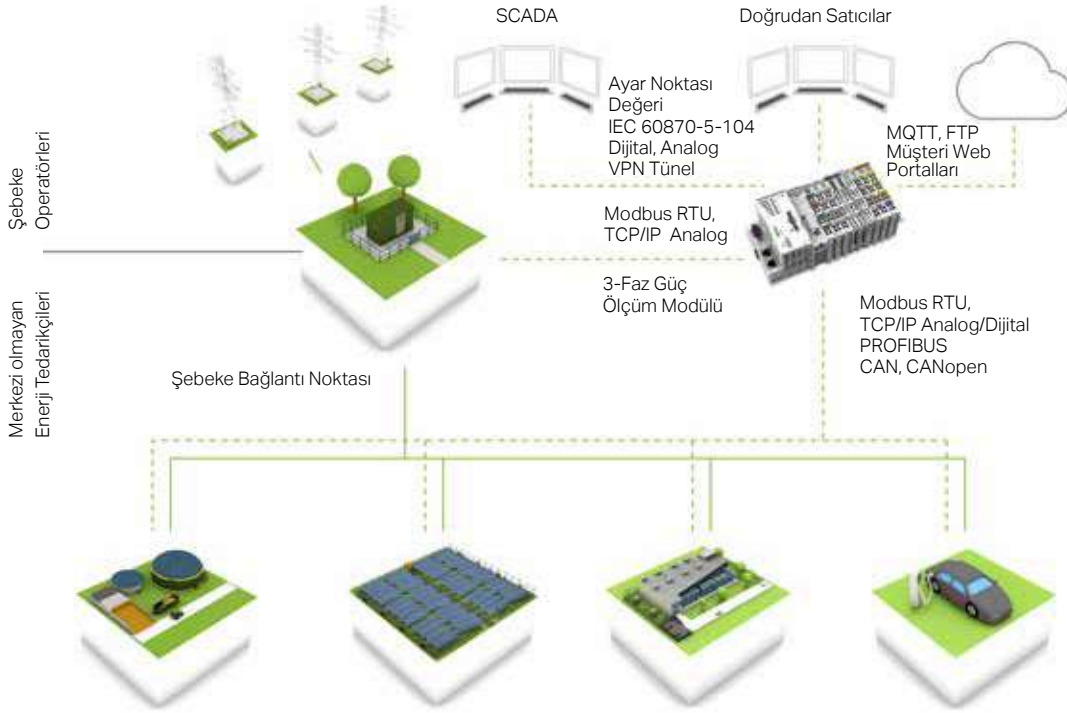 SCADA
Doğrudan Satıcılar
Ayar Noktası
Değeri
IEC 60870-5-104
Dijital, Analog
VPN Tünel
MQTT, FTP
Müşteri Web
Portalları
Şebeke
Operatörleri
Modbus RTU,
TCP/IP Analog
3-Faz Güç
Ölçüm Modülü
Merkezi olmayan
Enerji Tedarikçileri
Modbus RTU,
TCP/IP Analog/Dijital
PROFIBUS
CAN, CANopen
Şebeke Bağlantı Noktası